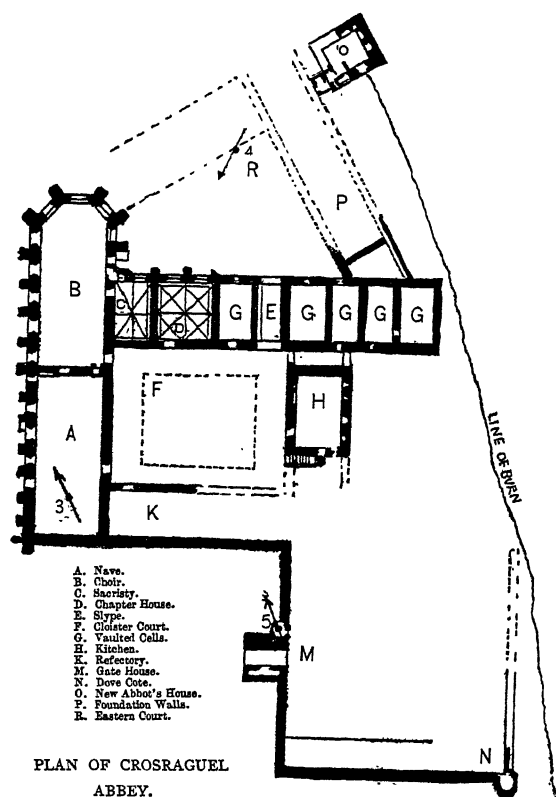 O
4
R
P
B
C
D
G
E
G
G
G
G
F
H
A
3
K
LINE OF BURN
5
M
N
A. Nave.
B. Choir.
C. Sacristy.
D. Chapter House.
E. Slype.
F. Cloister Court.
G. Vaulted Cells.
H. Kitchen.
K. Refectory.
M. Gate House.
N. Dove Cote.
O. New Abbot's House.
P. Foundation Walls.
R. Eastern Court.
PLAN OF CROSRAGUEL
ABBEY.